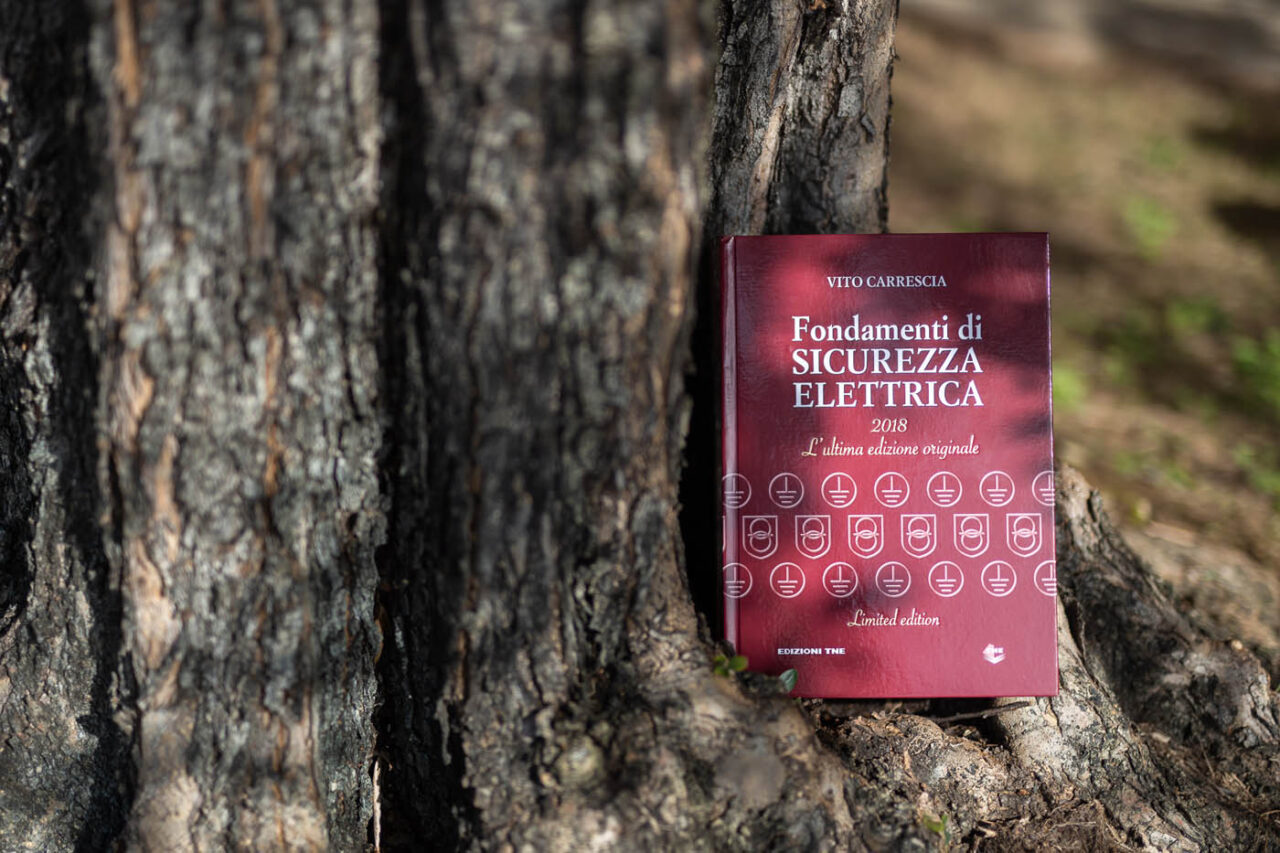 VITO CARRESCIA
Fondamenti di
SICUREZZA
ELETTRICA
2018
L'ultima edizione originale
Limited edition
EDIZIONI TNE